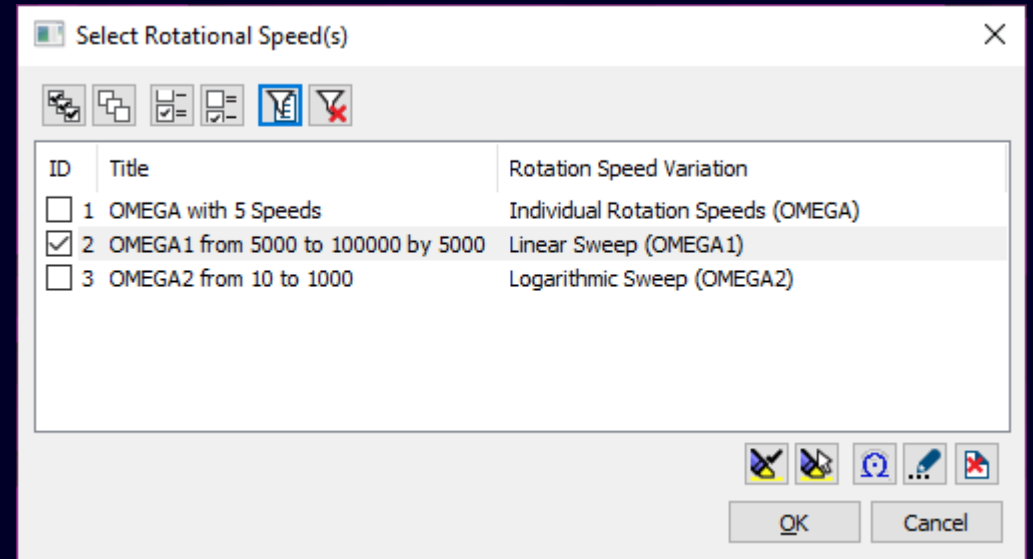 Select Rotational Speed(s)
ID Title Rotation Speed Variation
1 OMEGA with 5 Speeds Individual Rotation Speeds (OMEGA)
2 OMEGA1 from 5000 to 100000 by 5000 Linear Sweep (OMEGA1)
3 OMEGA2 from 10 to 1000 Logarithmic Sweep (OMEGA2)
OK Cancel